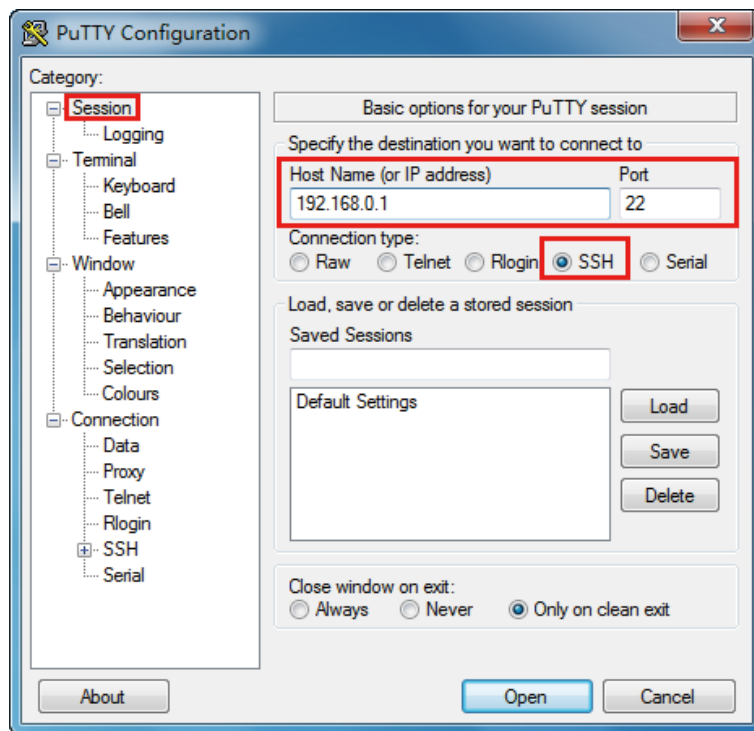 PuTTY Configuration
Category:
Session
Logging
Terminal
Keyboard
Bell
Features
Window
Appearance
Behaviour
Translation
Selection
Colours
Connection
Data
Proxy
Telnet
Rlogin
SSH
Serial
Basic options for your PuTTY session
Specify the destination you want to connect to
Host Name (or IP address) Port
192.168.0.1 22
Connection type:
Raw Telnet Rlogin SSH Serial
Load, save or delete a stored session
Saved Sessions
Default Settings
Load
Save
Delete
Close window on exit:
Always Never Only on clean exit
About Open Cancel